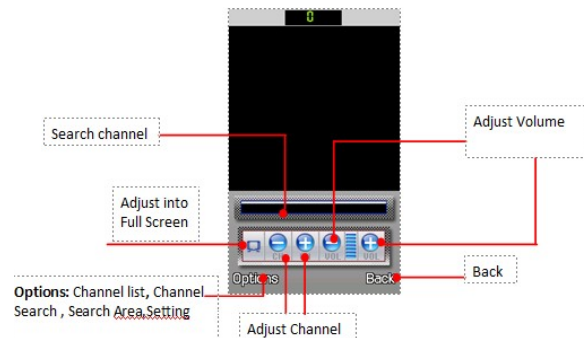 0
Adjust Volume
Search channel
Adjust into
Full Screen
CH
VOL
VOL
Options
Back
Back
Options: Channel list, Channel
Search , Search Area,Setting
Adjust Channel